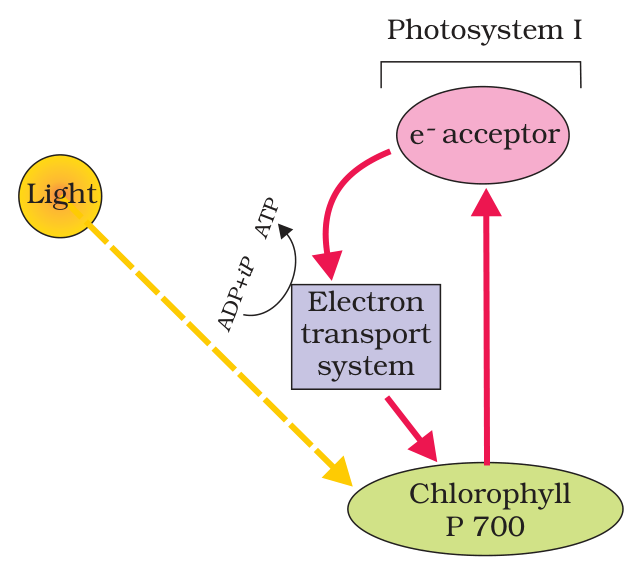 Photosystem I
e⁻ acceptor
Light
ATP
ADP+iP
Electron
transport
system
Chlorophyll
P 700